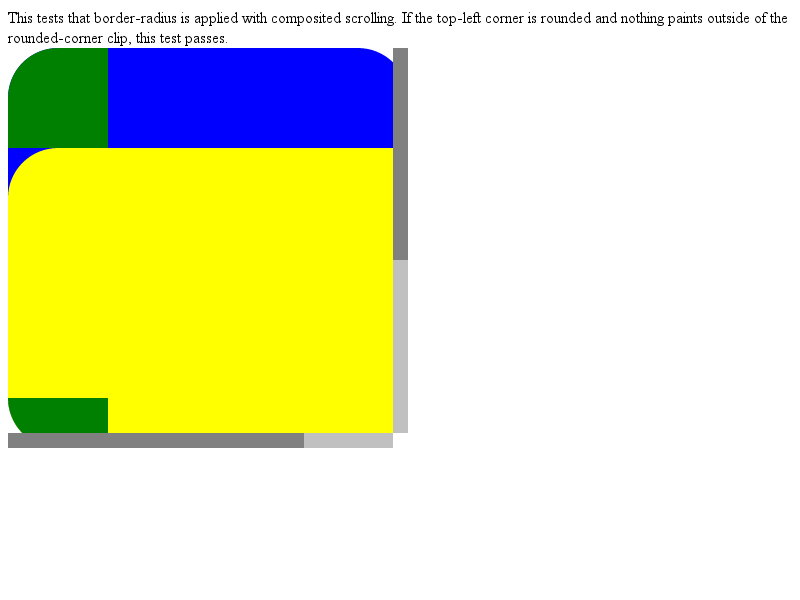 This tests that border-radius is applied with composited scrolling. If the top-left corner is rounded and nothing paints outside of the
rounded-corner clip, this test passes.